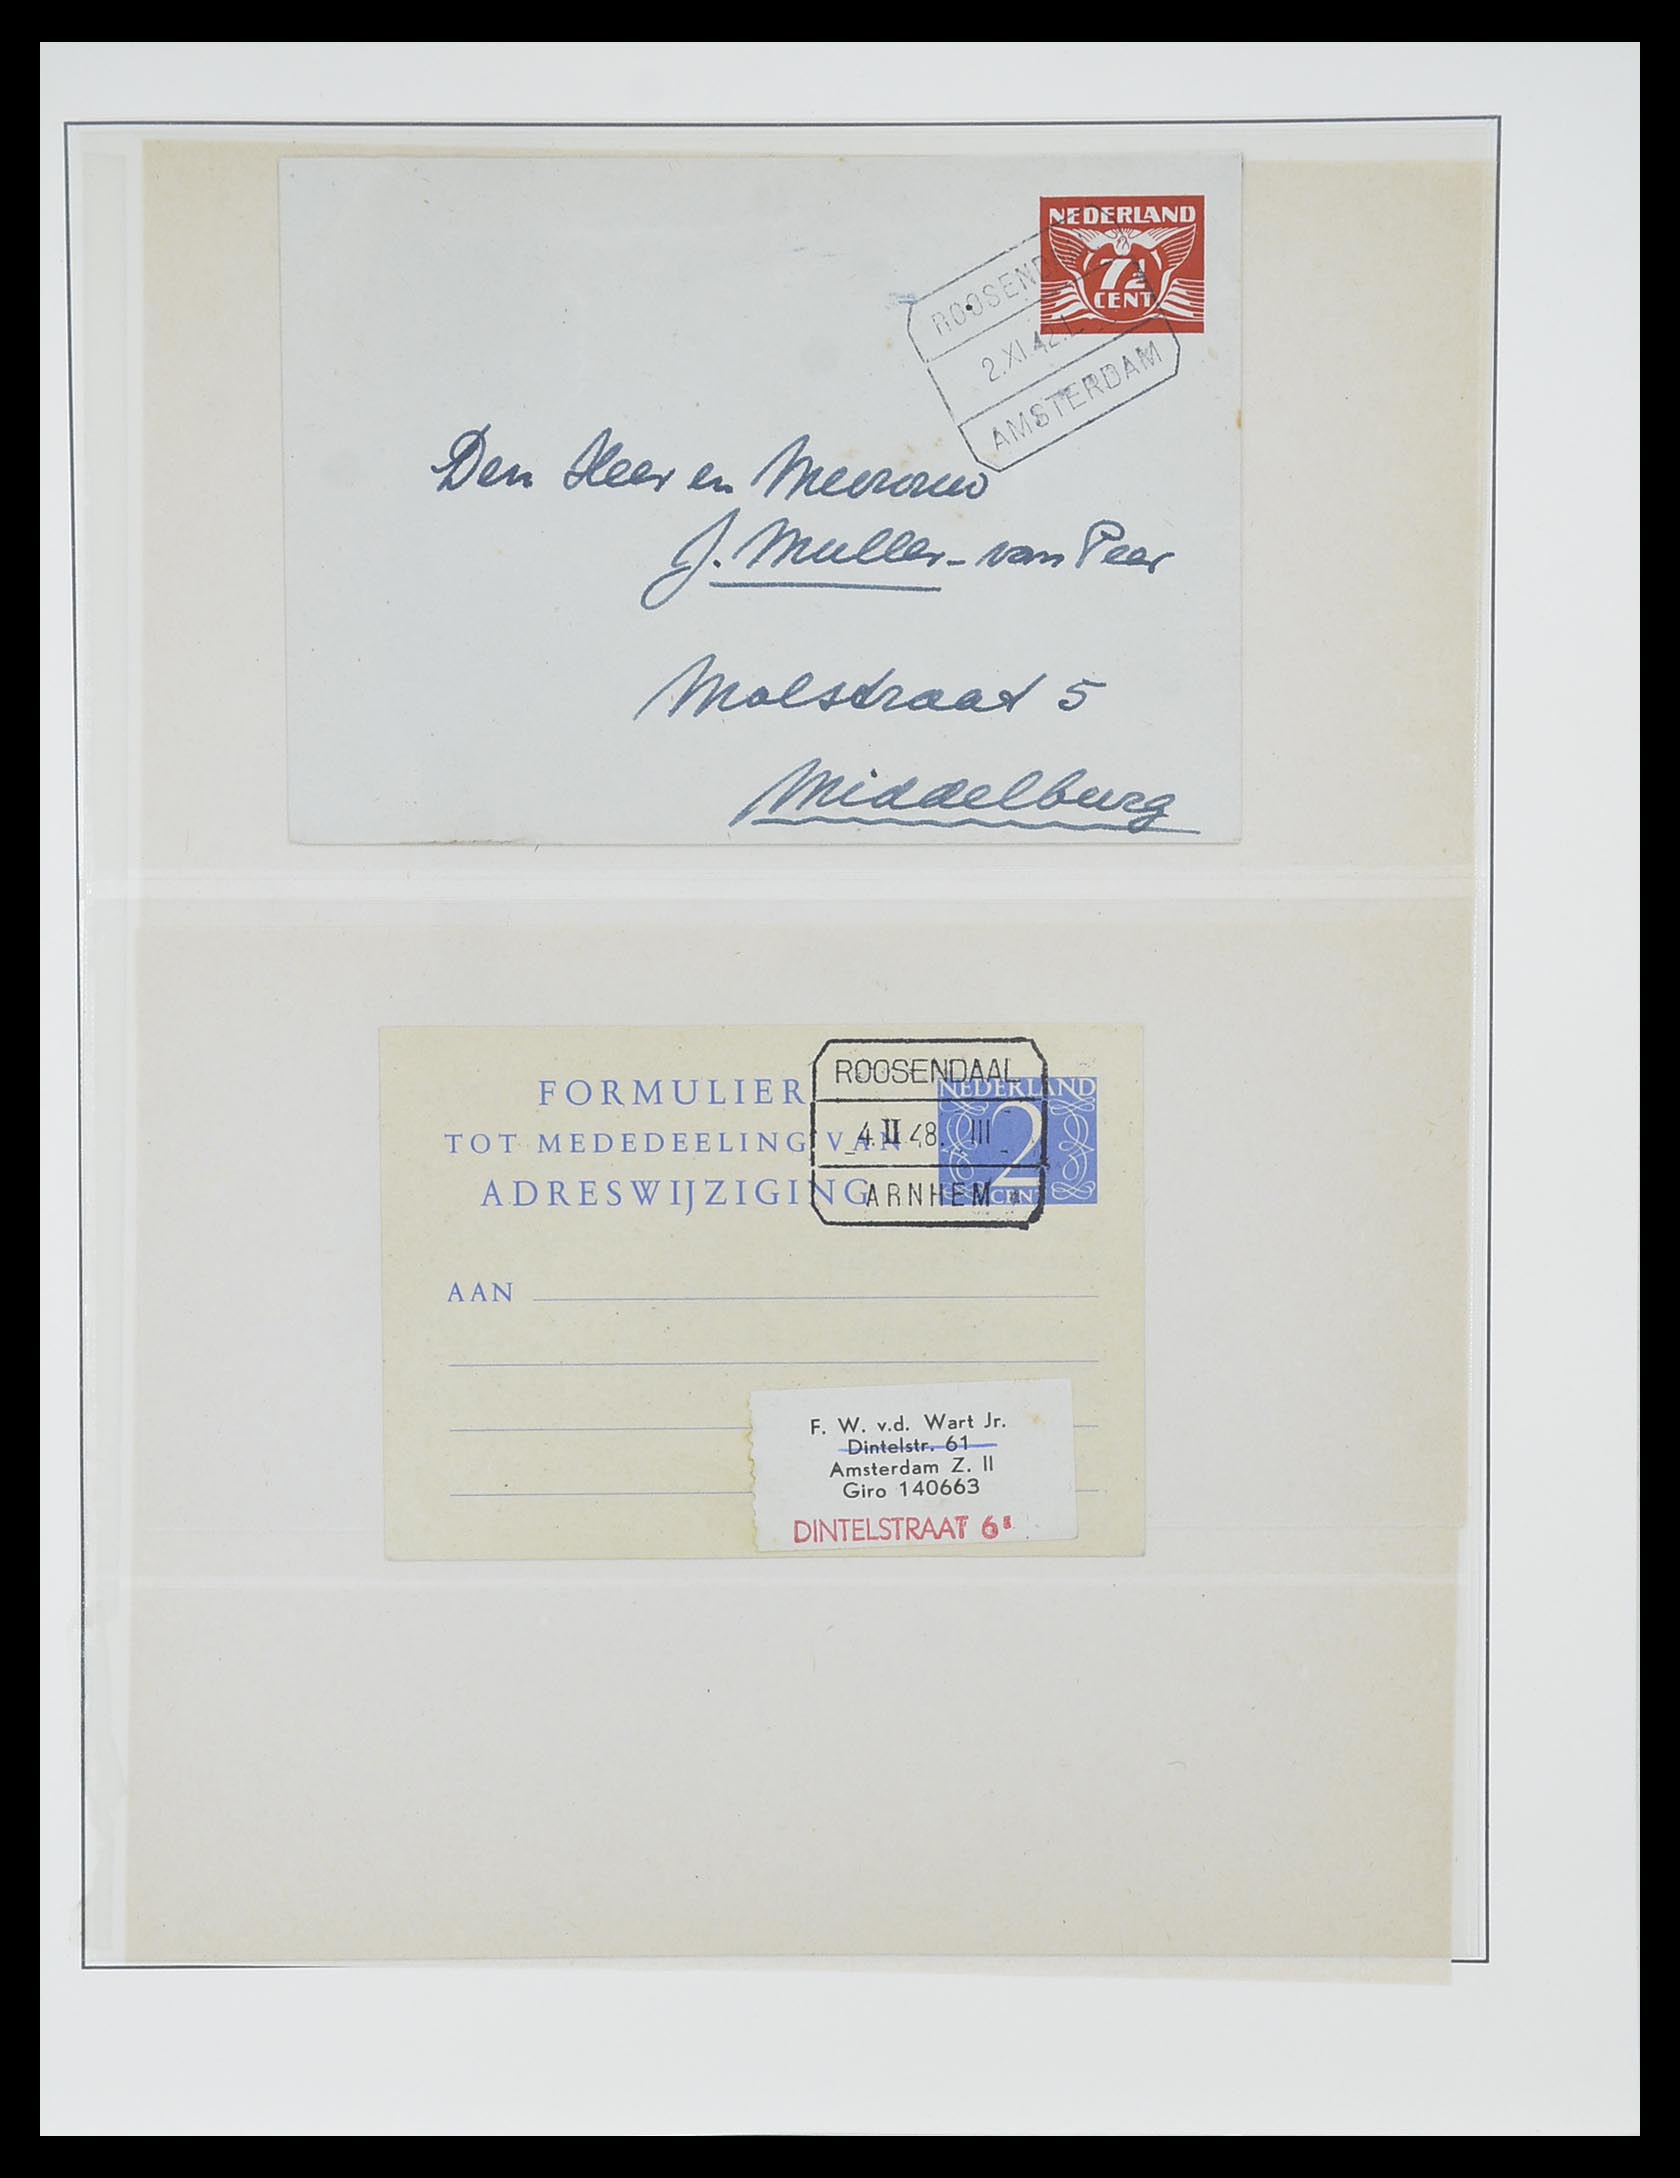 NEDERLAND
7½
CENT
ROOSENDAAL
2.XI.42.
AMSTERDAM
Den Heer en Mevrouw
J. Muller-van Peer
Molstraat 5
Middelburg
FORMULIER
TOT MEDEDEELING VAN
ADRESWIJZIGING
NEDERLAND
2
CENT
ROOSENDAAL
4.II.48. III
ARNHEM
AAN
F. W. v.d. Wart Jr.
Dintelstr. 61
Amsterdam Z. II
Giro 140663
DINTELSTRAAT